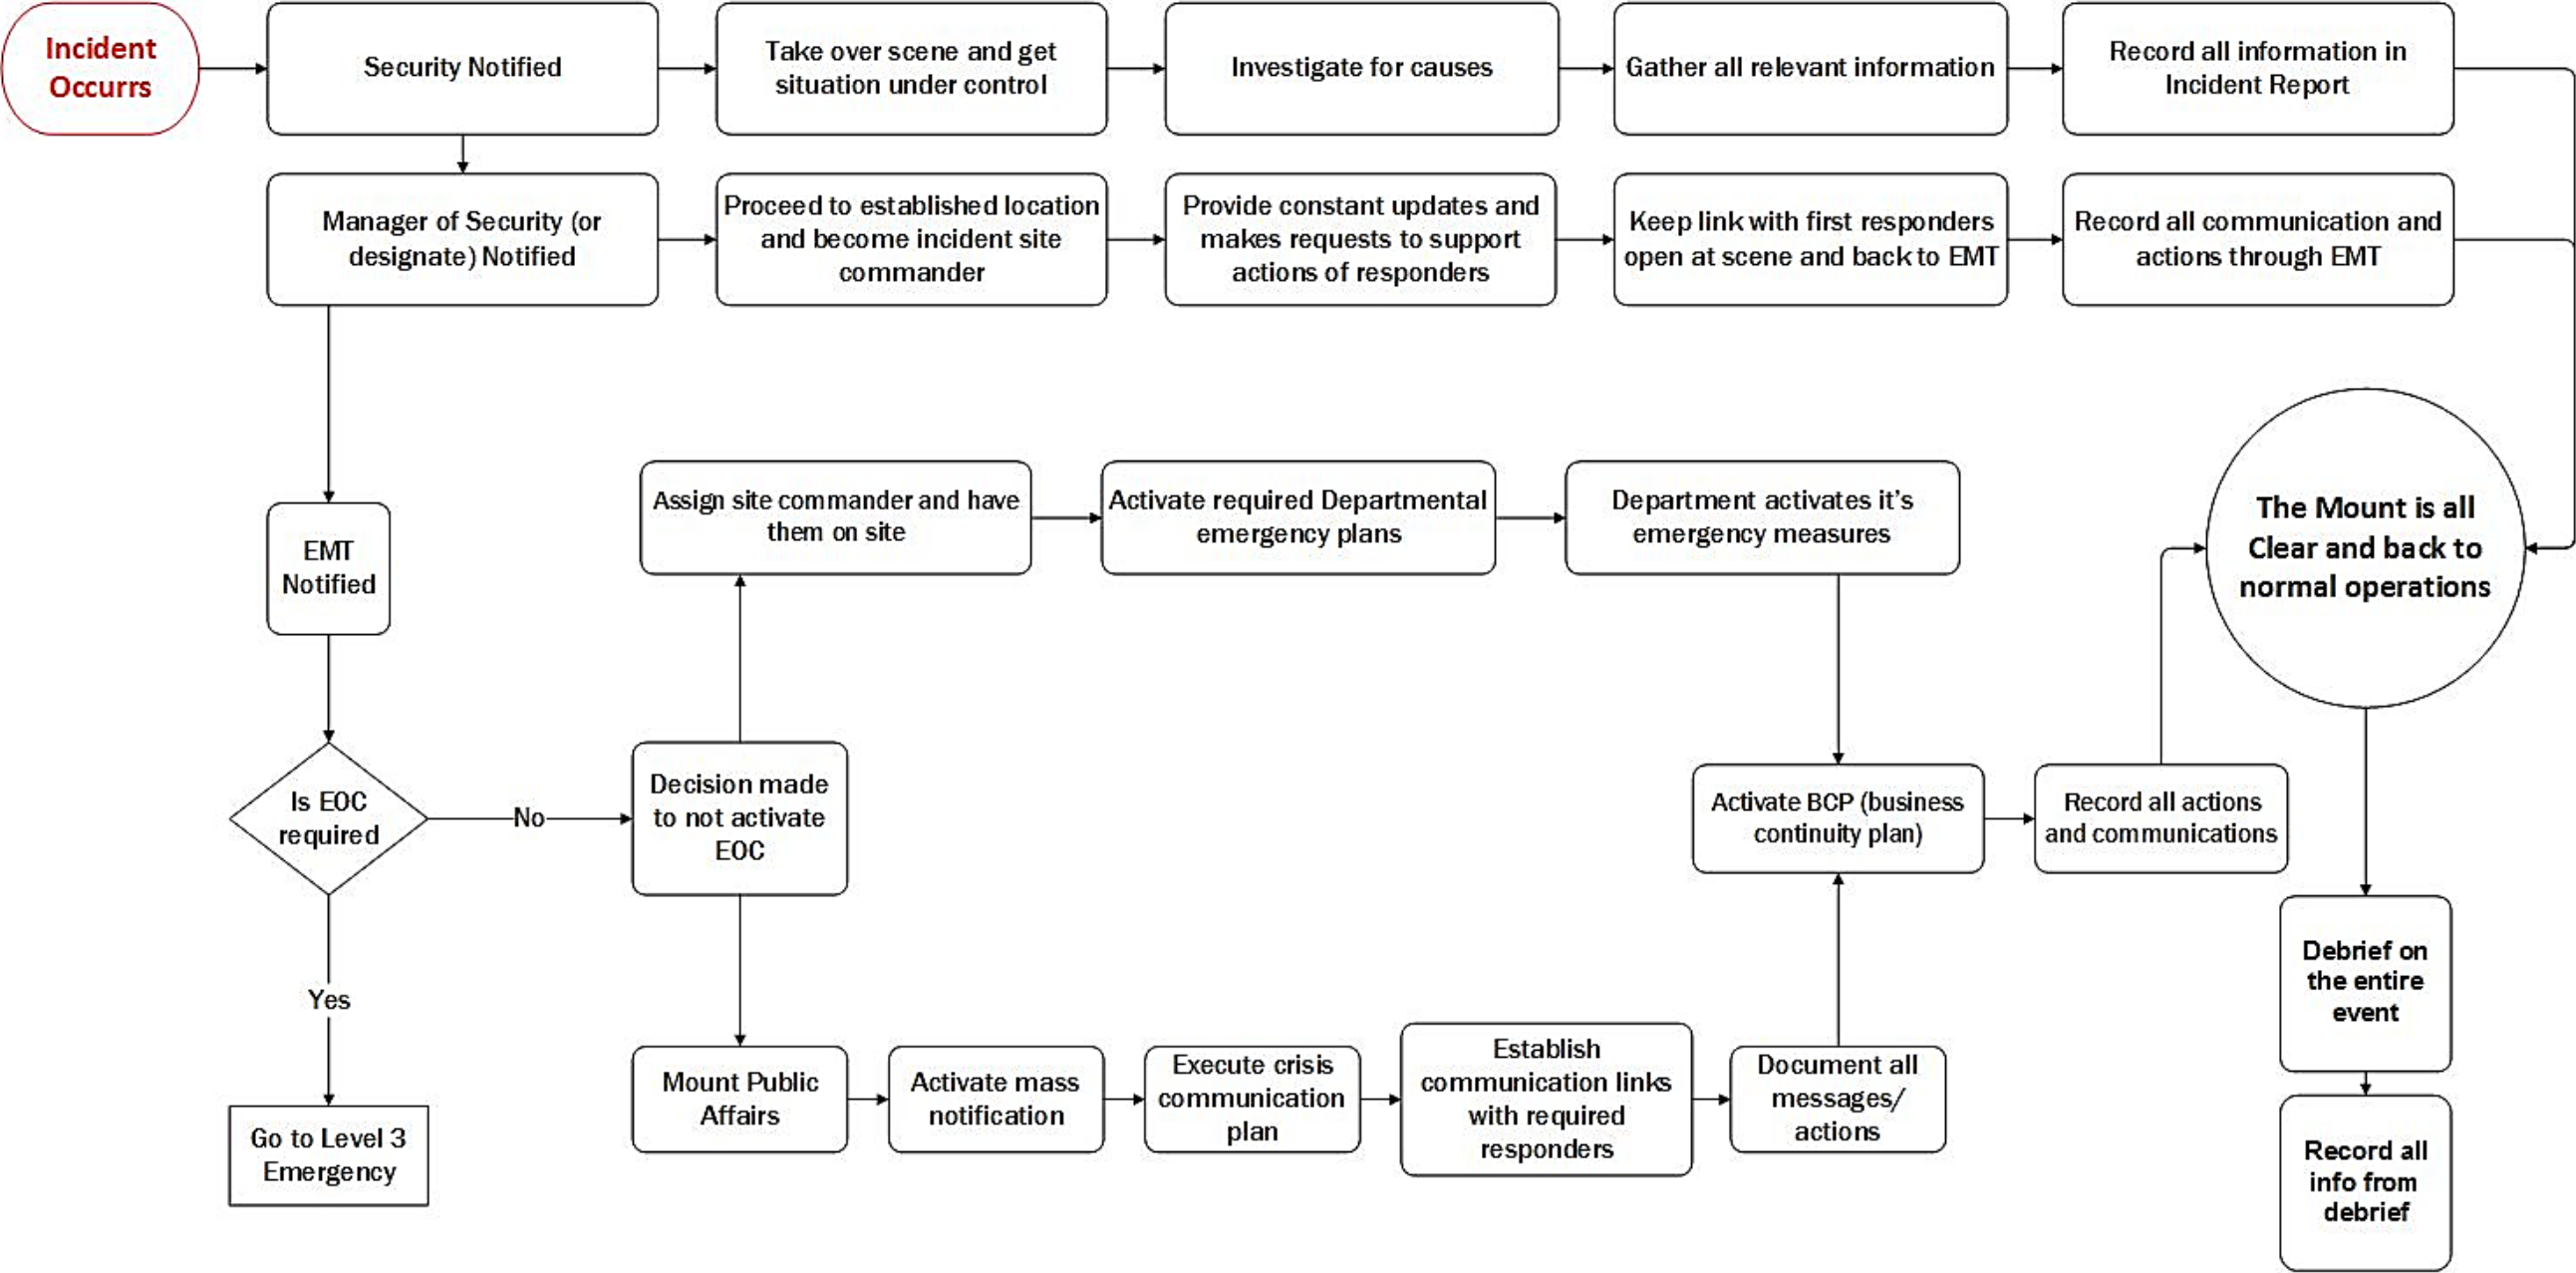 Incident
Occurrs
Security Notified
Take over scene and get
situation under control
Investigate for causes
Gather all relevant information
Record all information in
Incident Report
Manager of Security (or
designate) Notified
Proceed to established location
and become incident site
commander
Provide constant updates and
makes requests to support
actions of responders
Keep link with first responders
open at scene and back to EMT
Record all communication and
actions through EMT
EMT
Notified
Assign site commander and have
them on site
Activate required Departmental
emergency plans
Department activates it's
emergency measures
The Mount is all
Clear and back to
normal operations
Is EOC
required
No
Decision made
to not activate
EOC
Activate BCP (business
continuity plan)
Record all actions
and communications
Yes
Go to Level 3
Emergency
Mount Public
Affairs
Activate mass
notification
Execute crisis
communication
plan
Establish
communication links
with required
responders
Document all
messages/
actions
Debrief on
the entire
event
Record all
info from
debrief